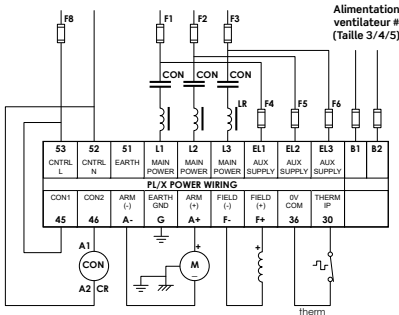 Alimentation
ventilateur #
(Taille 3/4/5)
F8 F1 F2 F3
CON CON CON
LR F4 F5 F6
53 52 51 L1 L2 L3 EL1 EL2 EL3 B1 B2
CNTRL CNTRL EARTH MAIN MAIN MAIN AUX AUX AUX
L N POWER POWER POWER SUPPLY SUPPLY SUPPLY
PL/X POWER WIRING
CON1 CON2 ARM EARTH ARM FIELD FIELD 0V THERM
(-) GND (+) (-) (+) COM IP
45 46 A- G A+ F- F+ 36 30
A1 + +
CON M
–
A2 CR
therm